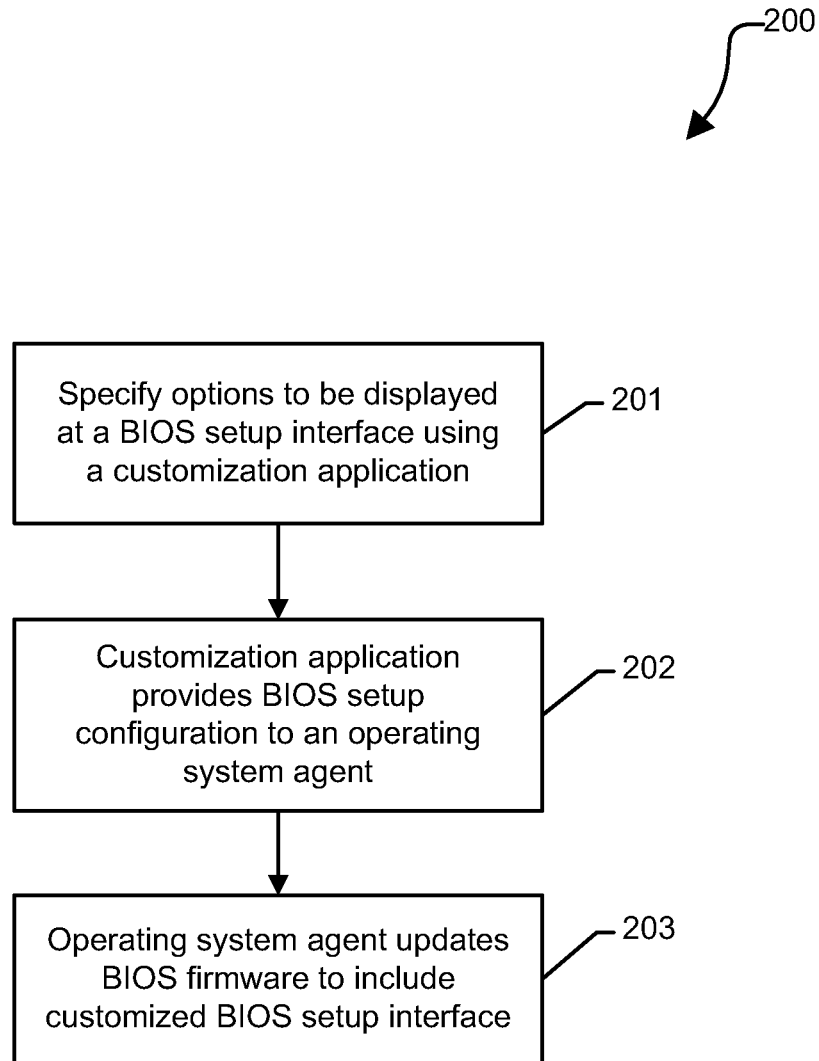 200
Specify options to be displayed
at a BIOS setup interface using
a customization application
201
Customization application
provides BIOS setup
configuration to an operating
system agent
202
Operating system agent updates
BIOS firmware to include
customized BIOS setup interface
203